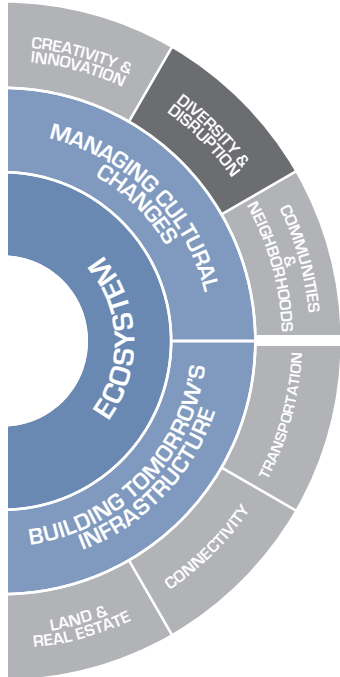 CREATIVITY &
INNOVATION
DIVERSITY &
DISRUPTION
COMMUNITIES
&
NEIGHBORHOODS
MANAGING CULTURAL
CHANGES
ECOSYSTEM
BUILDING TOMORROW'S
INFRASTRUCTURE
TRANSPORTATION
CONNECTIVITY
LAND &
REAL ESTATE